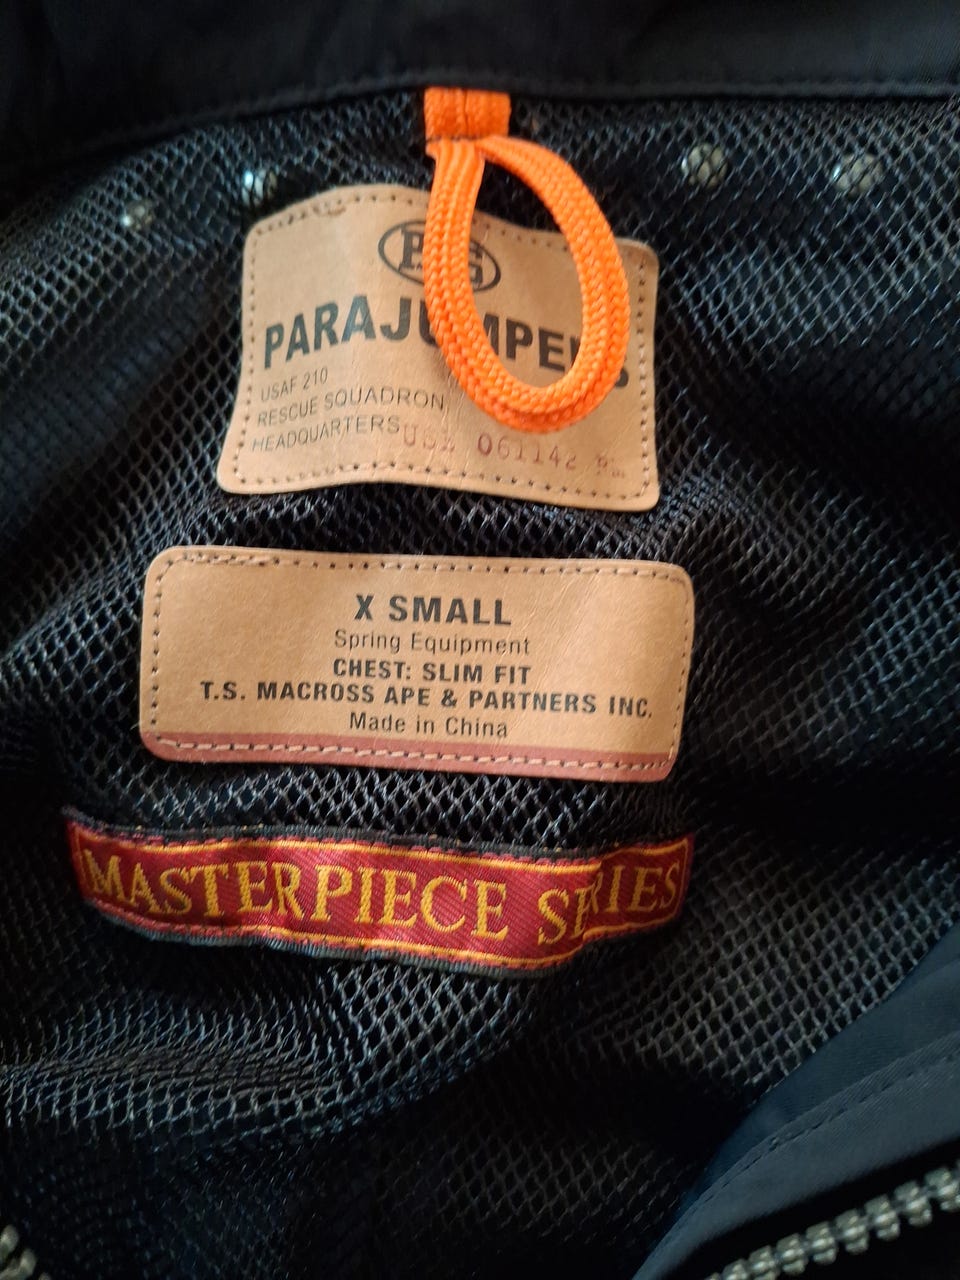 PJS
PARAJUMPERS
USAF 210
RESCUE SQUADRON
HEADQUARTERS
X SMALL
Spring Equipment
CHEST: SLIM FIT
T.S. MACROSS APE & PARTNERS INC.
Made in China
MASTERPIECE SERIES